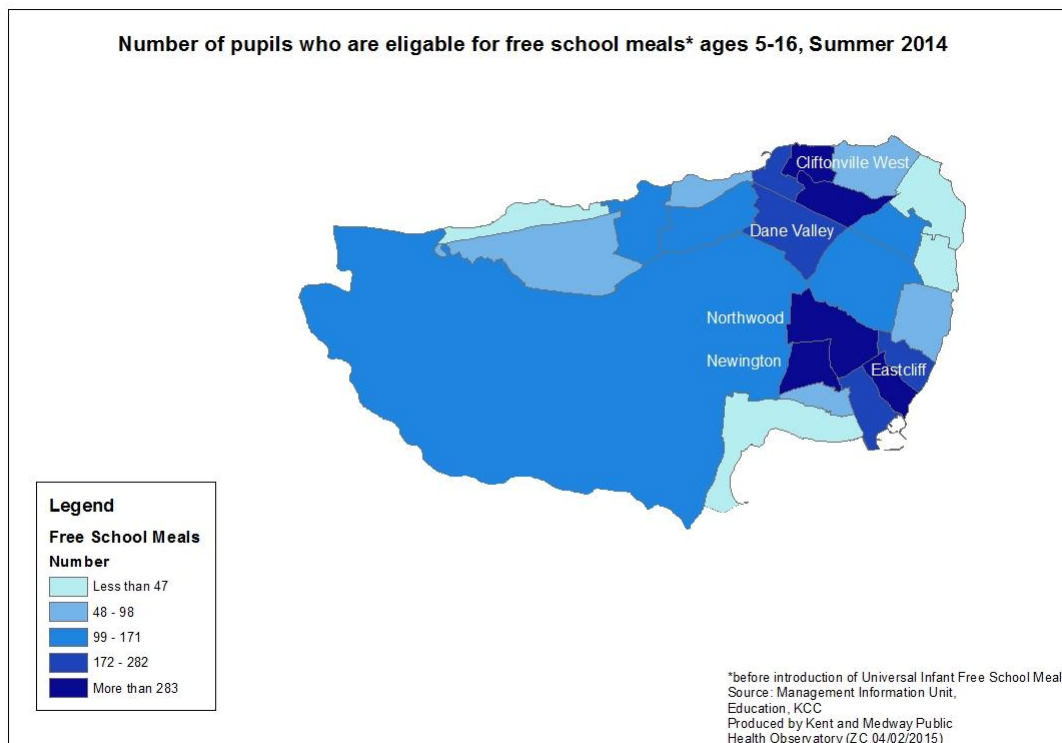 Number of pupils who are eligable for free school meals* ages 5-16, Summer 2014
Cliftonville West
Dane Valley
Northwood
Newington
Eastcliff
Legend
Free School Meals
Number
Less than 47
48 - 98
99 - 171
172 - 282
More than 283
*before introduction of Universal Infant Free School Meal
Source: Management Information Unit,
Education, KCC
Produced by Kent and Medway Public
Health Observatory (ZC 04/02/2015)